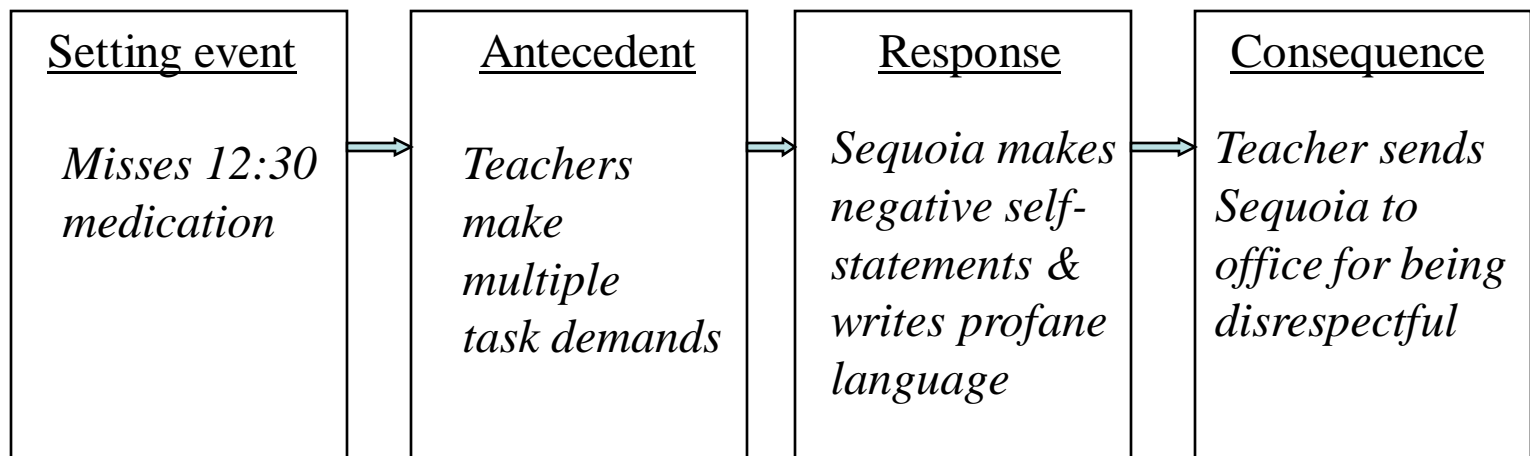 Setting event
Misses 12:30
medication
Antecedent
Teachers
make
multiple
task demands
Response
Sequoia makes
negative self-
statements &
writes profane
language
Consequence
Teacher sends
Sequoia to
office for being
disrespectful